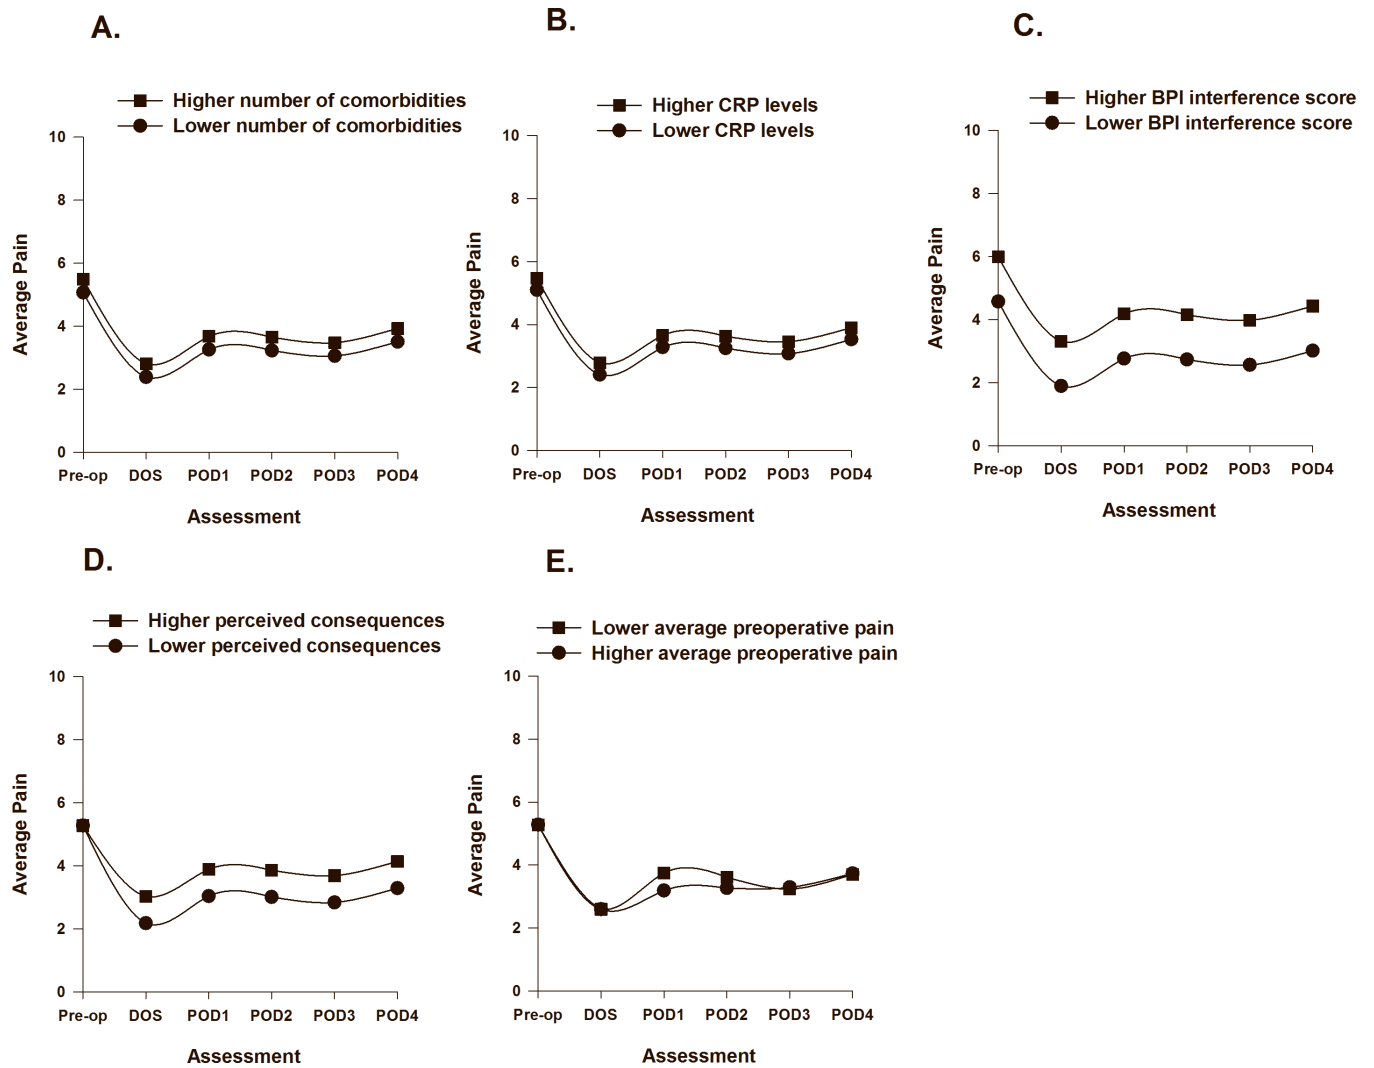 A.
Higher number of comorbidities
Lower number of comorbidities
10
8
6
4
2
0
Average Pain
Pre-op DOS POD1 POD2 POD3 POD4
Assessment
B.
Higher CRP levels
Lower CRP levels
10
8
6
4
2
0
Average Pain
Pre-op DOS POD1 POD2 POD3 POD4
Assessment
C.
Higher BPI interference score
Lower BPI interference score
10
8
6
4
2
0
Average Pain
Pre-op DOS POD1 POD2 POD3 POD4
Assessment
D.
Higher perceived consequences
Lower perceived consequences
10
8
6
4
2
0
Average Pain
Pre-op DOS POD1 POD2 POD3 POD4
Assessment
E.
Lower average preoperative pain
Higher average preoperative pain
10
8
6
4
2
0
Average Pain
Pre-op DOS POD1 POD2 POD3 POD4
Assessment